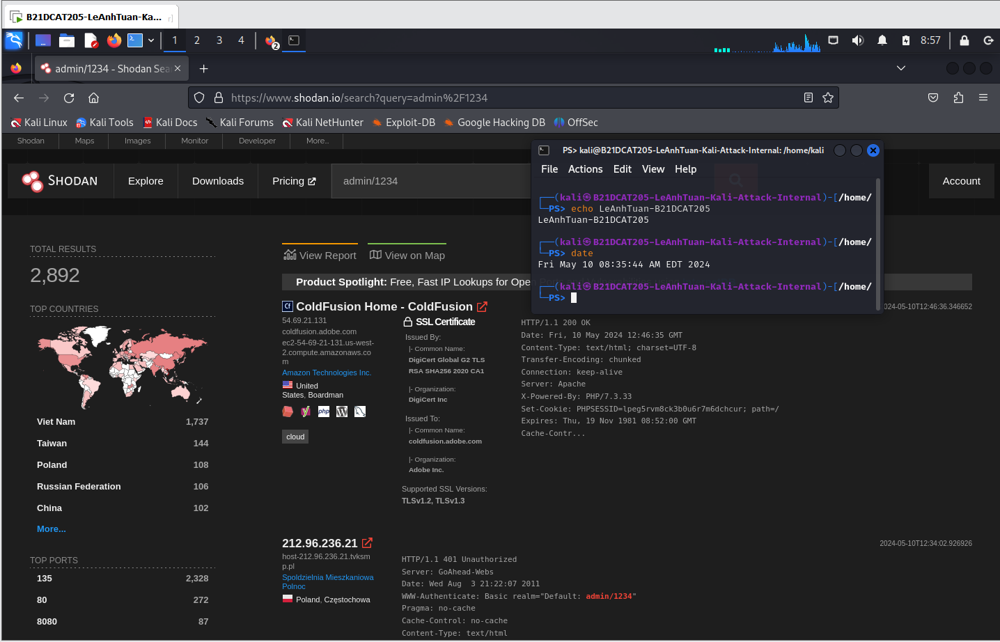 B21DCAT205-LeAnhTuan-Ka...
1 2 3 4
2
8:57
admin/1234 - Shodan Sea
https://www.shodan.io/search?query=admin%2F1234
Kali Linux Kali Tools Kali Docs Kali Forums Kali NetHunter Exploit-DB Google Hacking DB OffSec
Shodan Maps Images Monitor Developer More...
SHODAN Explore Downloads Pricing admin/1234 Account
PS> kali@B21DCAT205-LeAnhTuan-Kali-Attack-Internal: /home/kali
File Actions Edit View Help
┌──(kali㉿B21DCAT205-LeAnhTuan-Kali-Attack-Internal)-[/home/
└─PS> echo LeAnhTuan-B21DCAT205
LeAnhTuan-B21DCAT205
┌──(kali㉿B21DCAT205-LeAnhTuan-Kali-Attack-Internal)-[/home/
└─PS> date
Fri May 10 08:35:44 AM EDT 2024
┌──(kali㉿B21DCAT205-LeAnhTuan-Kali-Attack-Internal)-[/home/
└─PS>
TOTAL RESULTS
2,892
TOP COUNTRIES
Viet Nam 1,737
Taiwan 144
Poland 108
Russian Federation 106
China 102
More...
TOP PORTS
135 2,328
80 272
8080 87
View Report View on Map
Product Spotlight: Free, Fast IP Lookups for Open
Cf ColdFusion Home - ColdFusion
2024-05-10T12:46:36.346652
54.69.21.131
coldfusion.adobe.com
ec2-54-69-21-131.us-west-
2.compute.amazonaws.co
m
Amazon Technologies Inc.
United
States, Boardman
php
cloud
SSL Certificate
Issued By:
|- Common Name:
DigiCert Global G2 TLS
RSA SHA256 2020 CA1
|- Organization:
DigiCert Inc
Issued To:
|- Common Name:
coldfusion.adobe.com
|- Organization:
Adobe Inc.
Supported SSL Versions:
TLSv1.2, TLSv1.3
HTTP/1.1 200 OK
Date: Fri, 10 May 2024 12:46:35 GMT
Content-Type: text/html; charset=UTF-8
Transfer-Encoding: chunked
Connection: keep-alive
Server: Apache
X-Powered-By: PHP/7.3.33
Set-Cookie: PHPSESSID=lpeg5rvm8ck3b0u6r7m6dchcur; path=/
Expires: Thu, 19 Nov 1981 08:52:00 GMT
Cache-Contr...
212.96.236.21
2024-05-10T12:34:02.926926
host-212.96.236.21.tvksm
p.pl
Spoldzielnia Mieszkaniowa
Polnoc
Poland, Częstochowa
HTTP/1.1 401 Unauthorized
Server: GoAhead-Webs
Date: Wed Aug  3 21:22:07 2011
WWW-Authenticate: Basic realm="Default: admin/1234"
Pragma: no-cache
Cache-Control: no-cache
Content-Type: text/html